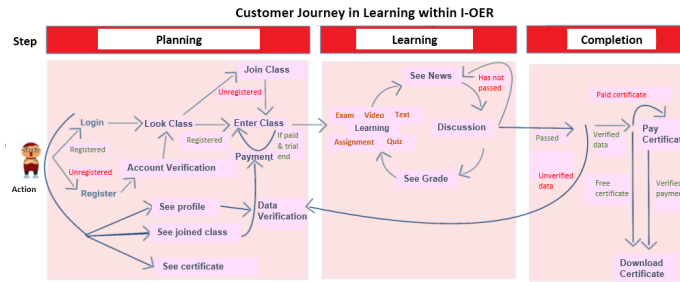 Customer Journey in Learning within I-OER
Step
Planning
Learning
Completion
Join Class
Unregistered
Login
Look Class
Enter Class
Registered
Registered
If paid
& trial
end
Payment
Unregistered
Account Verification
Action
Register
See profile
Data
Verification
See joined class
See certificate
See News
Has not
passed
Exam Video Text
Learning
Assignment Quiz
Discussion
See Grade
Paid certificate
Passed
Verified
data
Pay
Certificat
Unverified
data
Free
certificate
Verifie
payme
Download
Certificate